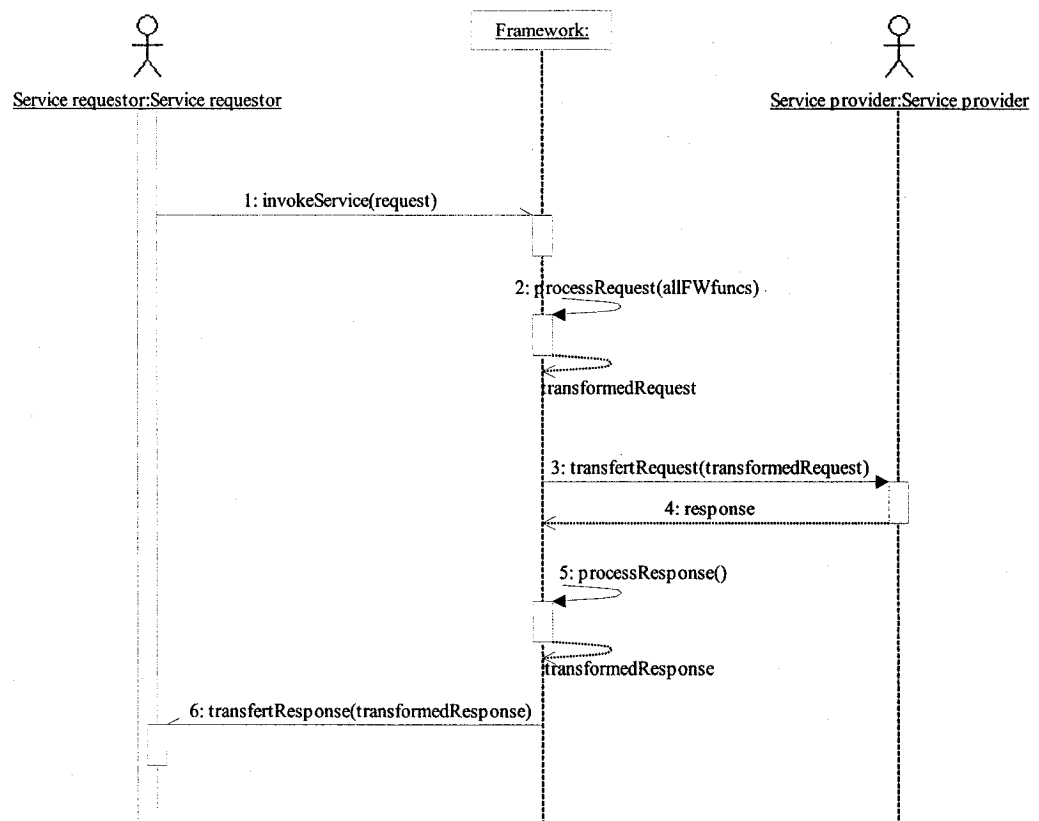 Framework:
Service requestor:Service requestor
Service provider:Service provider
1: invokeService(request)
2: processRequest(allFWfuncs)
transformedRequest
3: transfertRequest(transformedRequest)
4: response
5: processResponse()
transformedResponse
6: transfertResponse(transformedResponse)